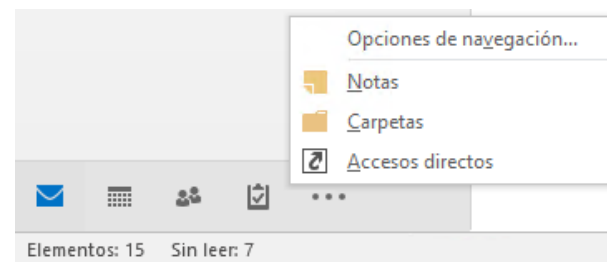 Opciones de navegación...
Notas
Carpetas
Accesos directos
Elementos: 15 Sin leer: 7